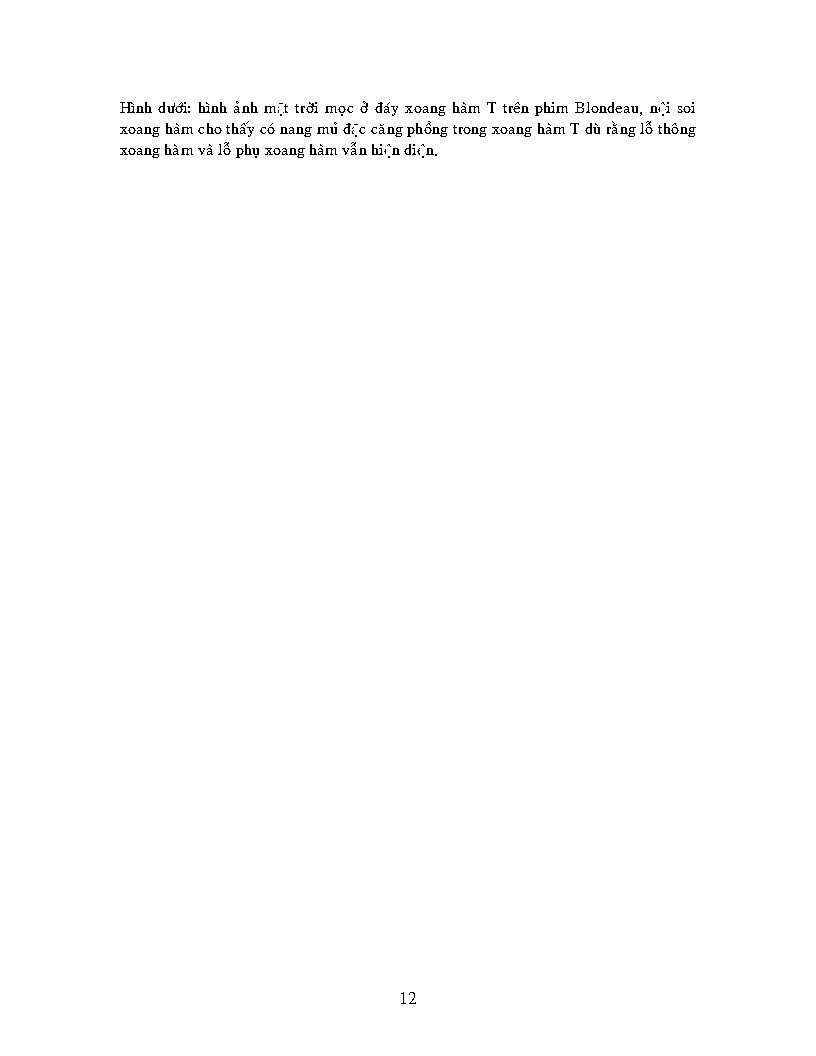 Hình dưới: hình ảnh mặt trời mọc ở đáy xoang hàm T trên phim Blondeau, nội soi
xoang hàm cho thấy có nang mủ đặc căng phồng trong xoang hàm T dù rằng lỗ thông
xoang hàm và lỗ phụ xoang hàm vẫn hiện diện.
12